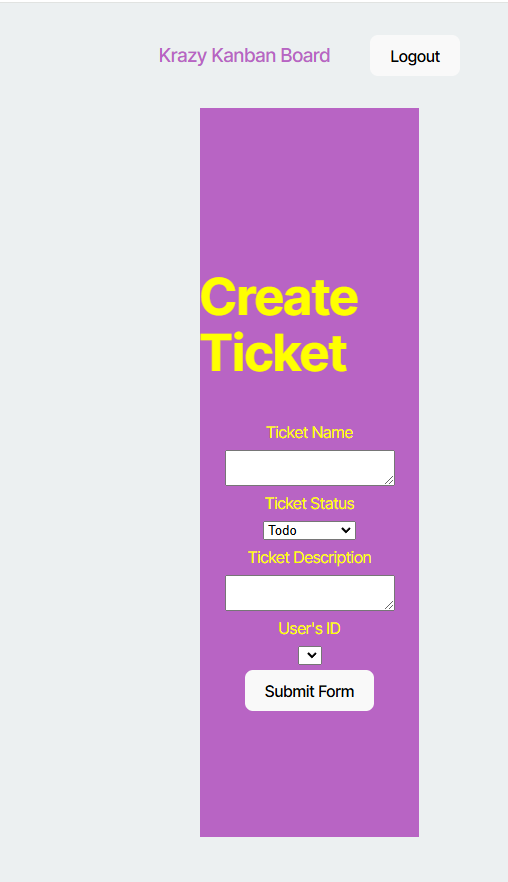 Krazy Kanban Board
Logout
Create
Ticket
Ticket Name
Ticket Status
Todo
Ticket Description
User's ID
Submit Form